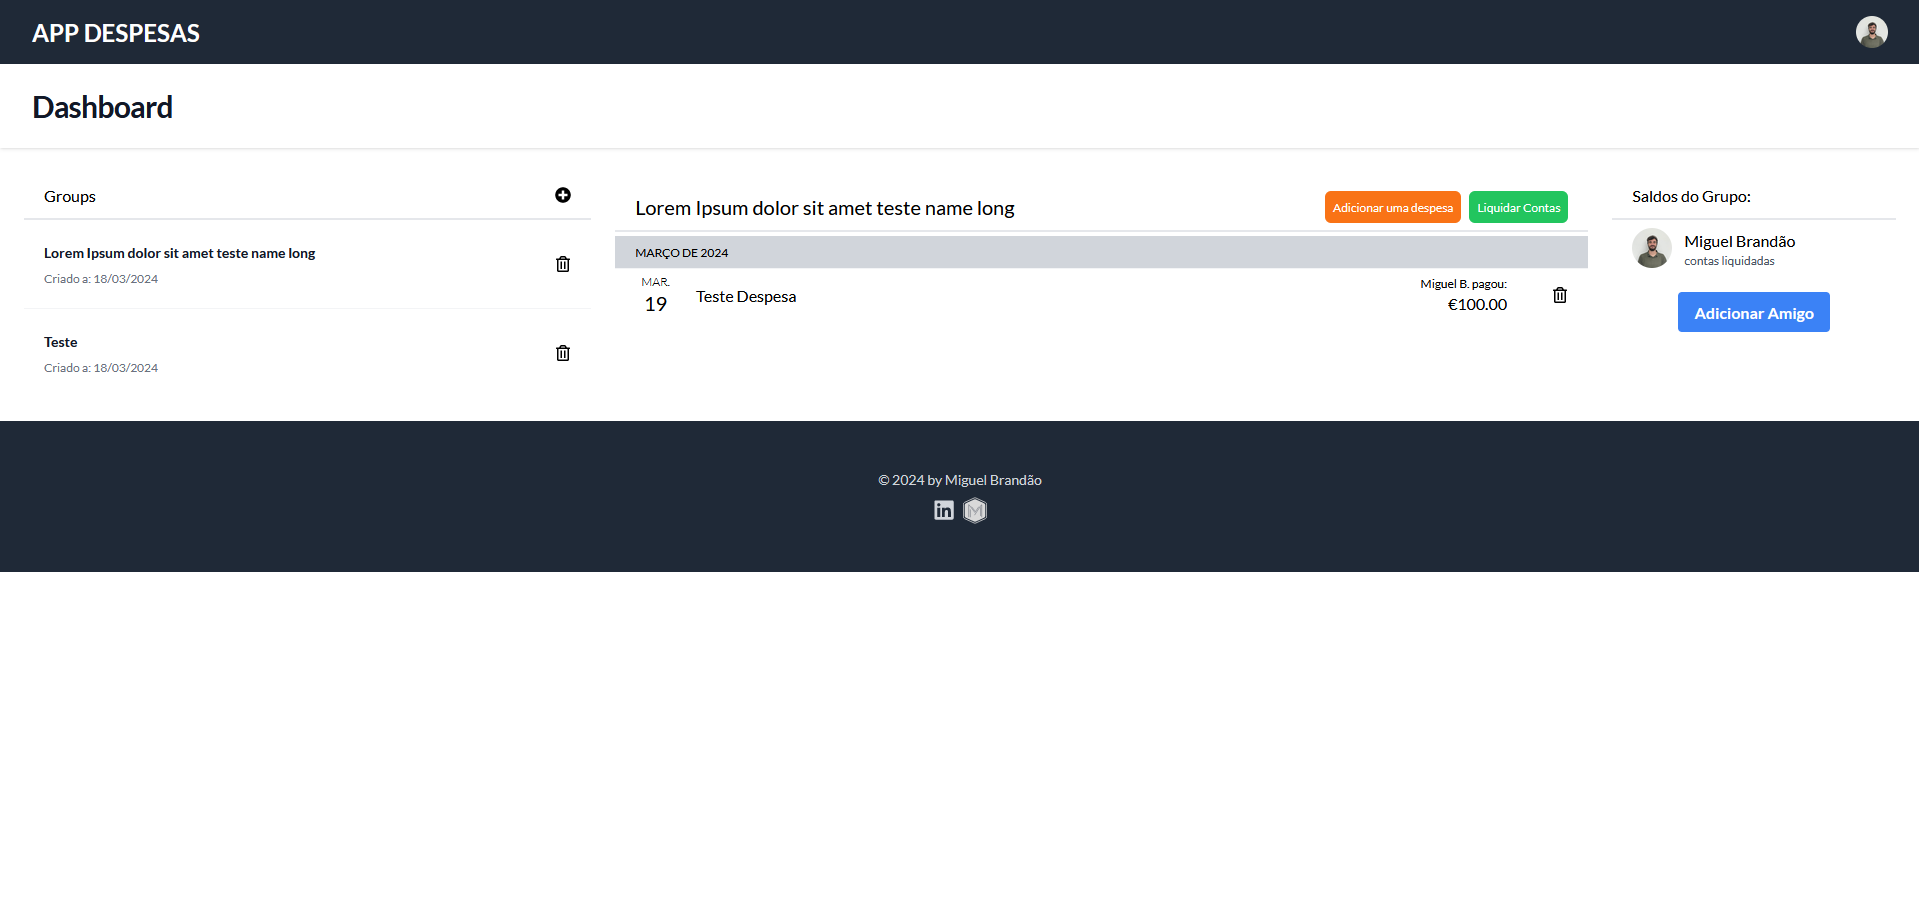 APP DESPESAS
Dashboard
Groups
Lorem Ipsum dolor sit amet teste name long
Criado a: 18/03/2024
Teste
Criado a: 18/03/2024
Lorem Ipsum dolor sit amet teste name long
Adicionar uma despesa
Liquidar Contas
MARÇO DE 2024
MAR.
19
Teste Despesa
Miguel B. pagou:
€100.00
Saldos do Grupo:
Miguel Brandão
contas liquidadas
Adicionar Amigo
© 2024 by Miguel Brandão
in
M